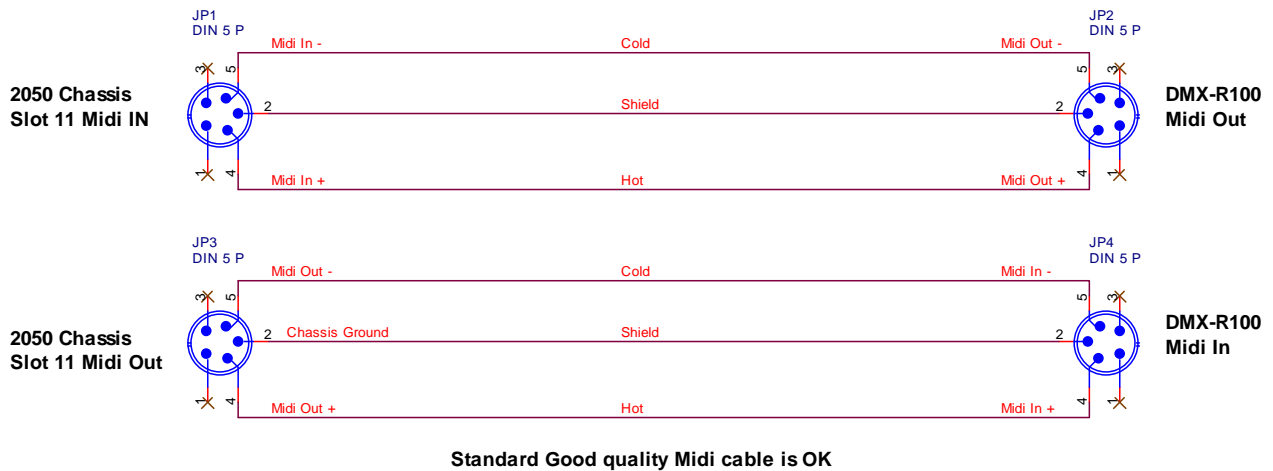 JP1
DIN 5 P
JP2
DIN 5 P
Midi In -
Cold
Midi Out -
3
5
5
3
2050 Chassis
Slot 11 Midi IN
2
Shield
2
DMX-R100
Midi Out
1
4
4
1
Midi In +
Hot
Midi Out +
JP3
DIN 5 P
JP4
DIN 5 P
Midi Out -
Cold
Midi In -
3
5
5
3
2050 Chassis
Slot 11 Midi Out
2
Chassis Ground
Shield
2
DMX-R100
Midi In
1
4
4
1
Midi Out +
Hot
Midi In +
Standard Good quality Midi cable is OK